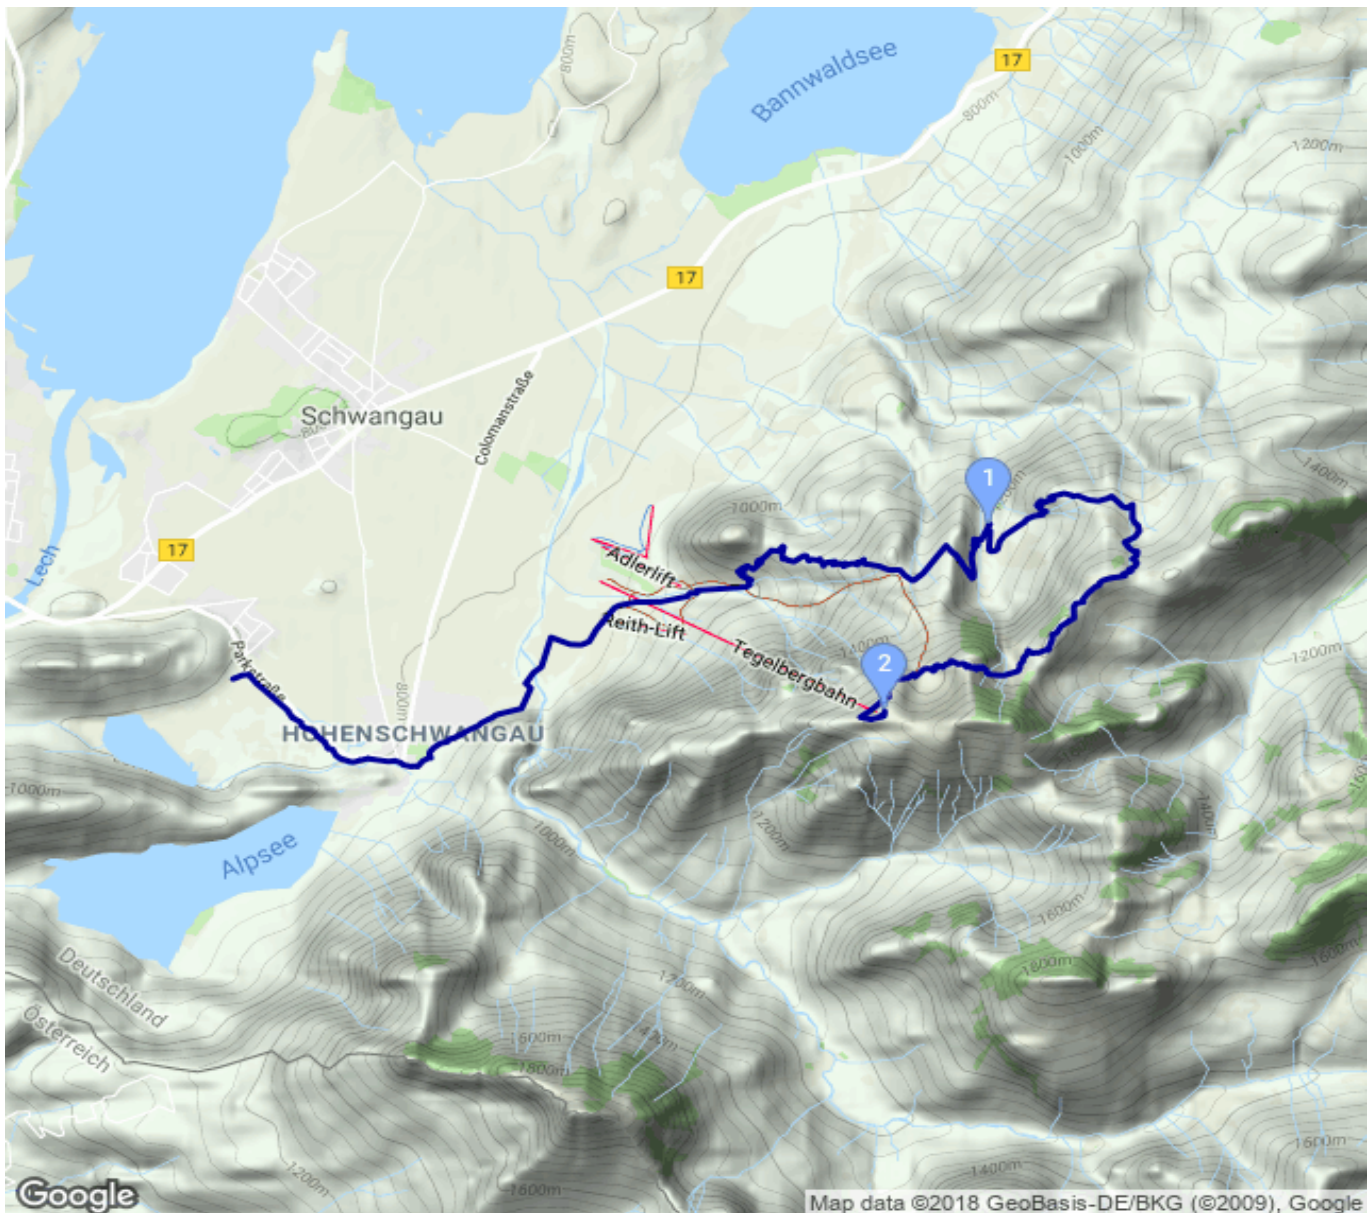 17
Bannwaldsee
800m
800m
1000m
1200m
17
Colomanstraße
Schwangau
1400m
1
1000m
17
Lech
Adlerlift
Reith-Lift
Tegelbergbahn
1400m
2
1200m
Parkstraße
800m
HOHENSCHWANGAU
1000m
1000m
1200m
Alpsee
1600m
1800m
1600m
Deutschland
Österreich
1200m
1600m
1800m
1600m
1200m
1400m
1600m
Google
Map data ©2018 GeoBasis-DE/BKG (©2009), Google